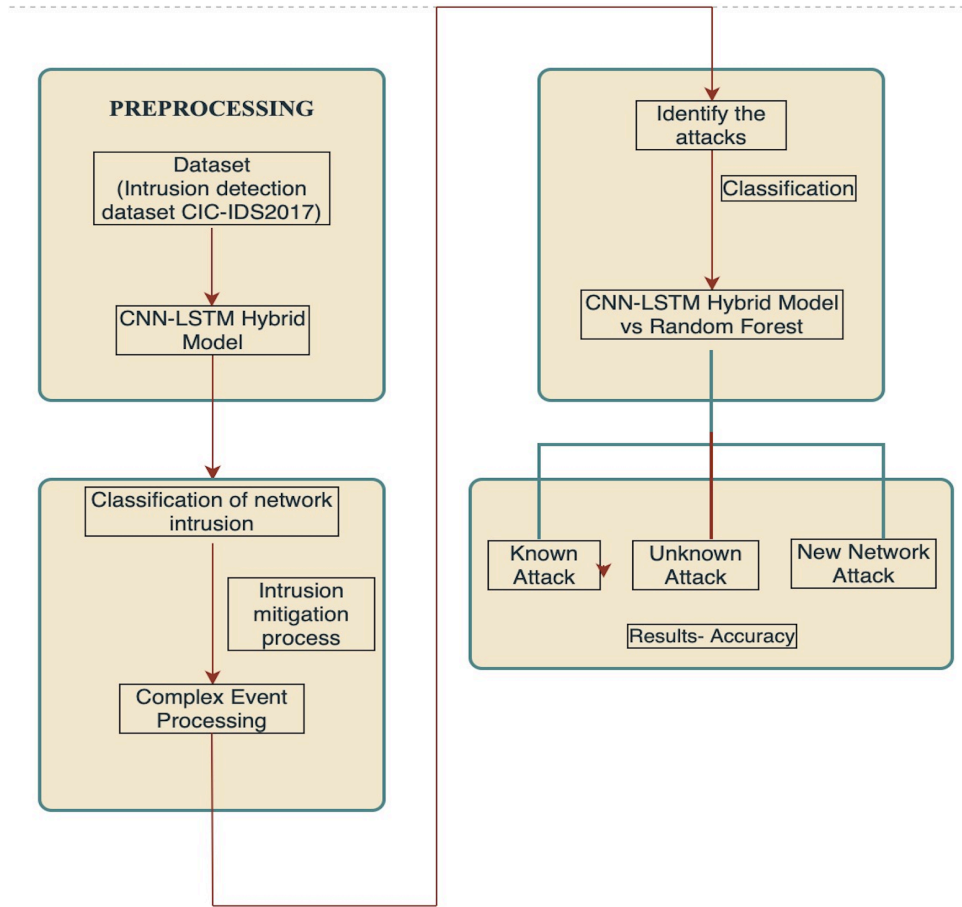 PREPROCESSING
Dataset
(Intrusion detection
dataset CIC-IDS2017)
CNN-LSTM Hybrid
Model
Classification of network
intrusion
Intrusion
mitigation
process
Complex Event
Processing
Identify the
attacks
Classification
CNN-LSTM Hybrid Model
vs Random Forest
Known
Attack
Unknown
Attack
New Network
Attack
Results- Accuracy